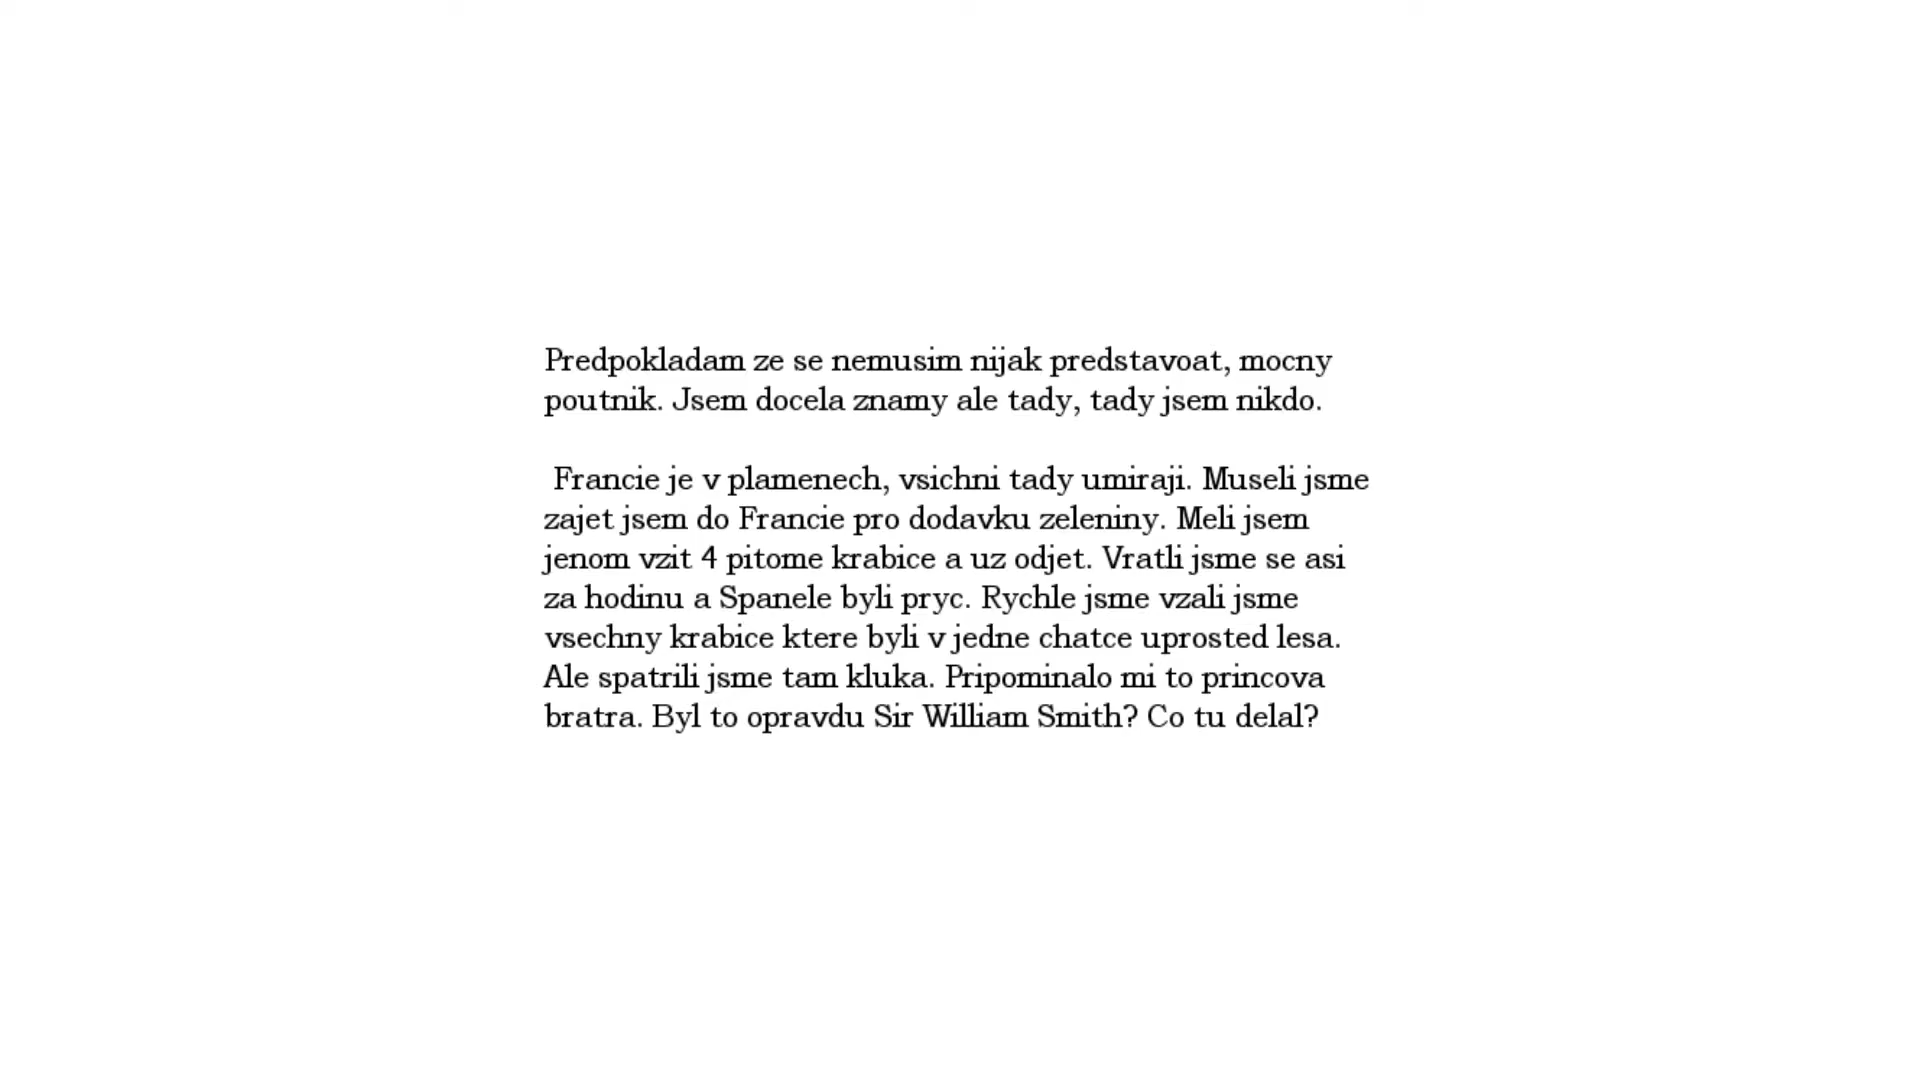 Predpokladam ze se nemusim nijak predstavoat, mocny
poutnik. Jsem docela znamy ale tady, tady jsem nikdo.
Francie je v plamenech, vsichni tady umiraji. Museli jsme
zajet jsem do Francie pro dodavku zeleniny. Meli jsem
jenom vzit 4 pitome krabice a uz odjet. Vratli jsme se asi
za hodinu a Spanele byli pryc. Rychle jsme vzali jsme
vsechny krabice ktere byli v jedne chatce uprosted lesa.
Ale spatrili jsme tam kluka. Pripominalo mi to princova
bratra. Byl to opravdu Sir William Smith? Co tu delal?